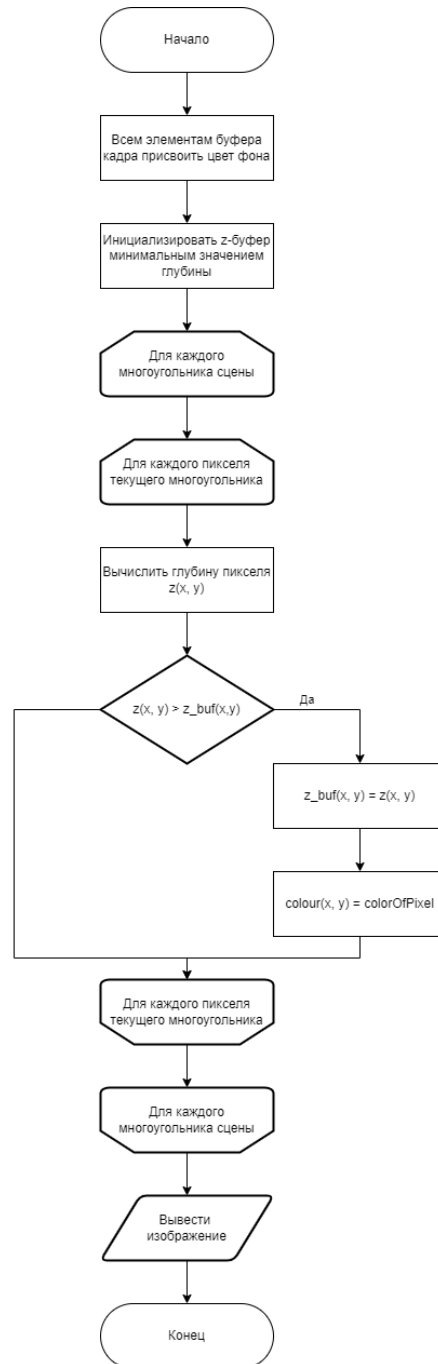 Начало
Всем элементам буфера
кадра присвоить цвет фона
Инициализировать z-буфер
минимальным значением
глубины
Для каждого
многоугольника сцены
Для каждого пикселя
текущего многоугольника
Вычислить глубину пикселя
z(x, y)
z(x, y) > z_buf(x,y)
Да
z_buf(x, y) = z(x, y)
colour(x, y) = colorOfPixel
Для каждого пикселя
текущего многоугольника
Для каждого
многоугольника сцены
Вывести
изображение
Конец